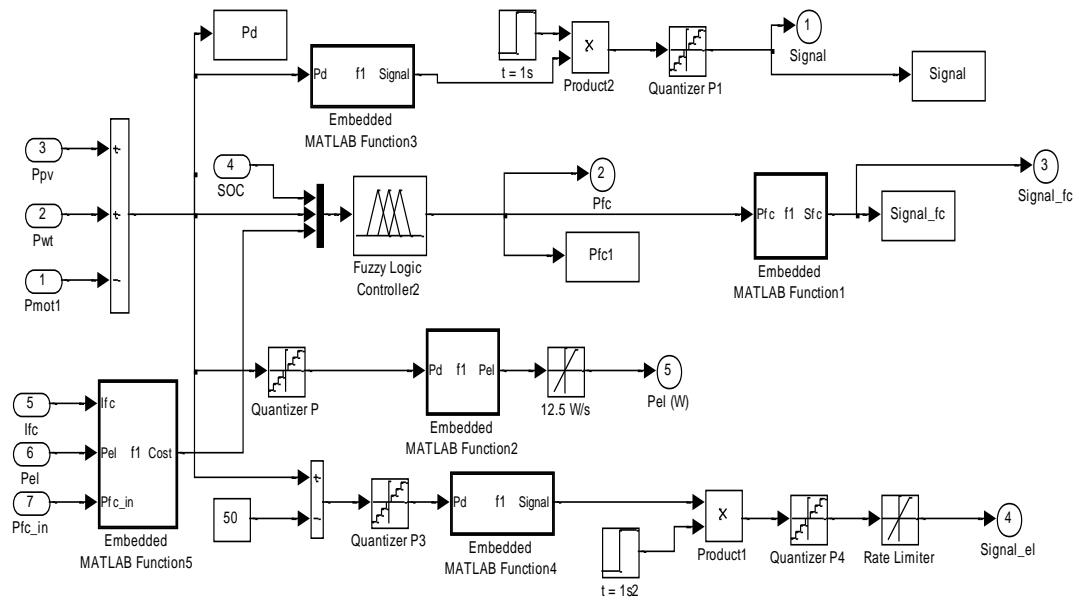 Pd
t = 1s
X
Product2
Quantizer P1
1
Signal
Signal
Pd f1 Signal
Embedded
MATLAB Function3
3
Ppv
2
Pwt
1
Pmot1
+
+
-
4
SOC
Fuzzy Logic
Controller2
2
Pfc
Pfc1
Pfc f1 Sfc
Embedded
MATLAB Function1
3
Signal_fc
Signal_fc
Quantizer P
Pd f1 Pel
Embedded
MATLAB Function2
12.5 W/s
5
Pel (W)
5
Ifc
6
Pel
7
Pfc_in
Ifc
Pel f1 Cost
Pfc_in
Embedded
MATLAB Function5
50
+
-
Quantizer P3
Pd f1 Signal
Embedded
MATLAB Function4
t = 1s2
X
Product1
Quantizer P4
Rate Limiter
4
Signal_el